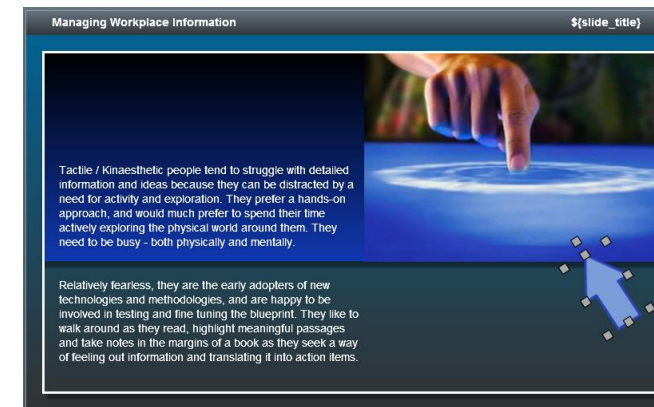 Managing Workplace Information ${slide_title}
Tactile / Kinaesthetic people tend to struggle with detailed
information and ideas because they can be distracted by a
need for activity and exploration. They prefer a hands-on
approach, and would much prefer to spend their time
actively exploring the physical world around them. They
need to be busy - both physically and mentally.
Relatively fearless, they are the early adopters of new
technologies and methodologies, and are happy to be
involved in testing and fine tuning the blueprint. They like to
walk around as they read, highlight meaningful passages
and take notes in the margins of a book as they seek a way
of feeling out information and translating it into action items.